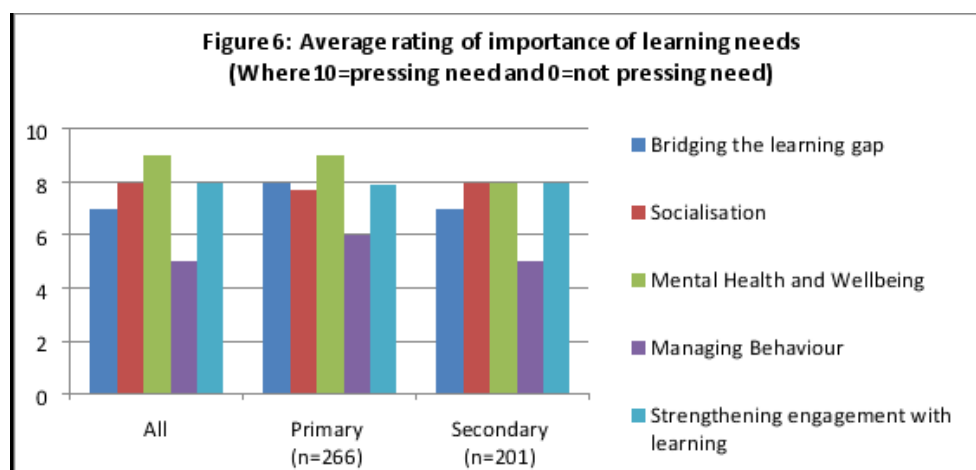 Figure 6: Average rating of importance of learning needs
(Where 10=pressing need and 0=not pressing need)
10
8
6
4
2
0
All
Primary
(n=266)
Secondary
(n=201)
Bridging the learning gap
Socialisation
Mental Health and Wellbeing
Managing Behaviour
Strengthening engagement with
learning